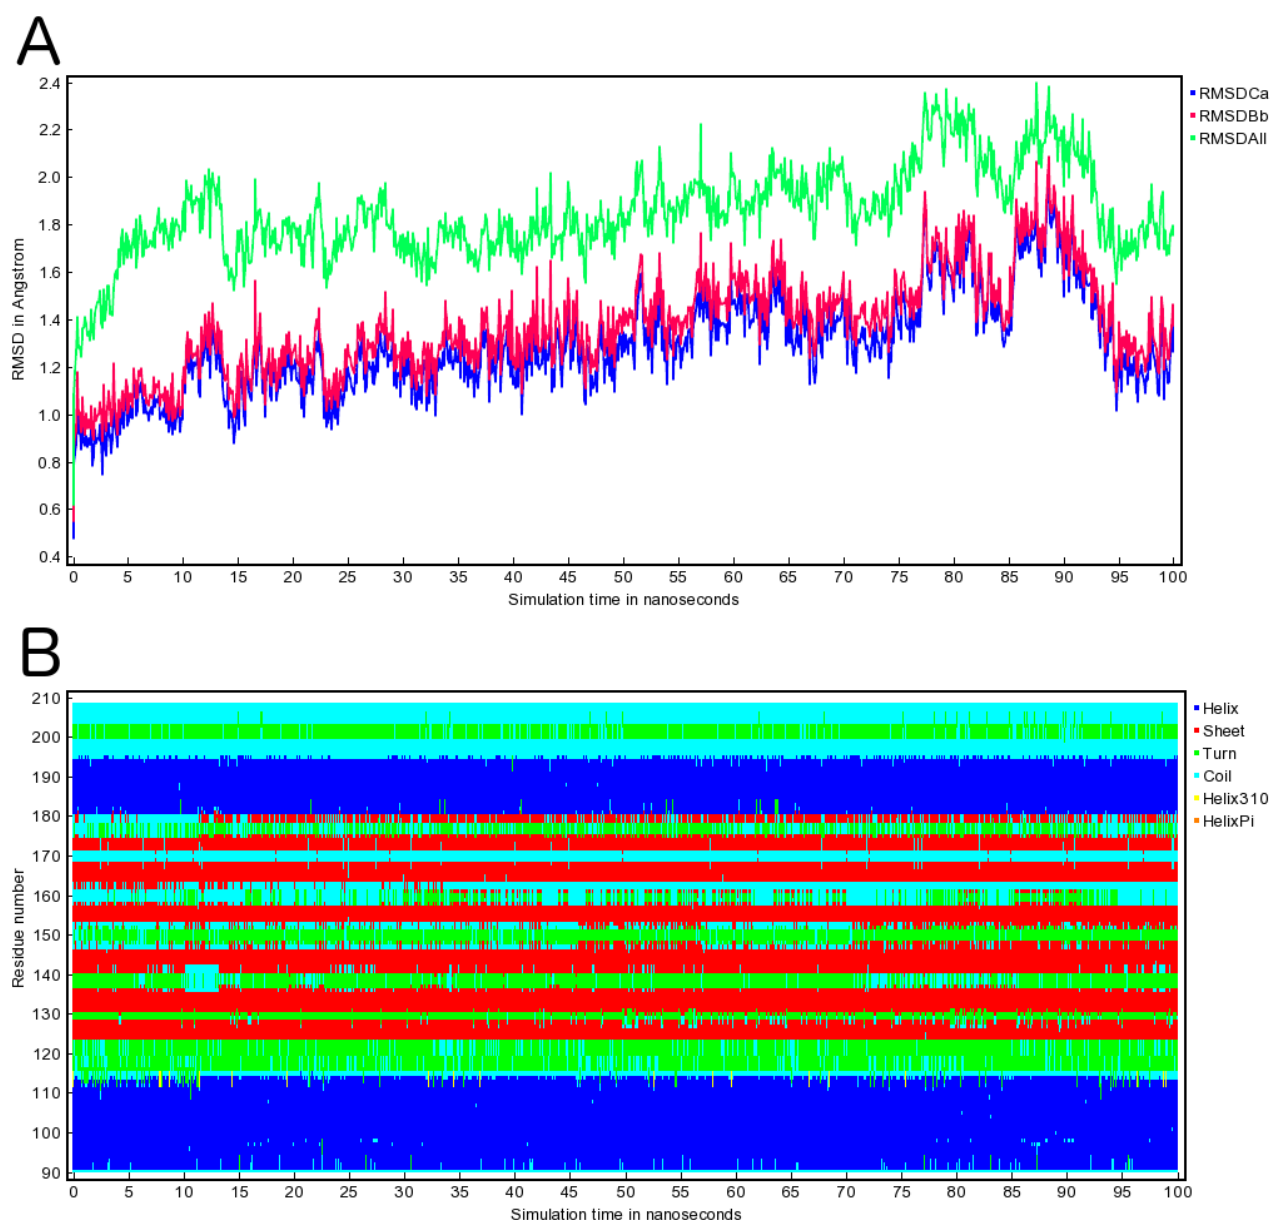 A
2.4
2.2
2.0
1.8
1.6
1.4
1.2
1.0
0.8
0.6
0.4
RMSD in Angstrom
RMSDCa
RMSDBb
RMSDAll
0 5 10 15 20 25 30 35 40 45 50 55 60 65 70 75 80 85 90 95 100
Simulation time in nanoseconds
B
210
200
190
180
170
160
150
140
130
120
110
100
90
Residue number
Helix
Sheet
Turn
Coil
Helix310
HelixPi
0 5 10 15 20 25 30 35 40 45 50 55 60 65 70 75 80 85 90 95 100
Simulation time in nanoseconds